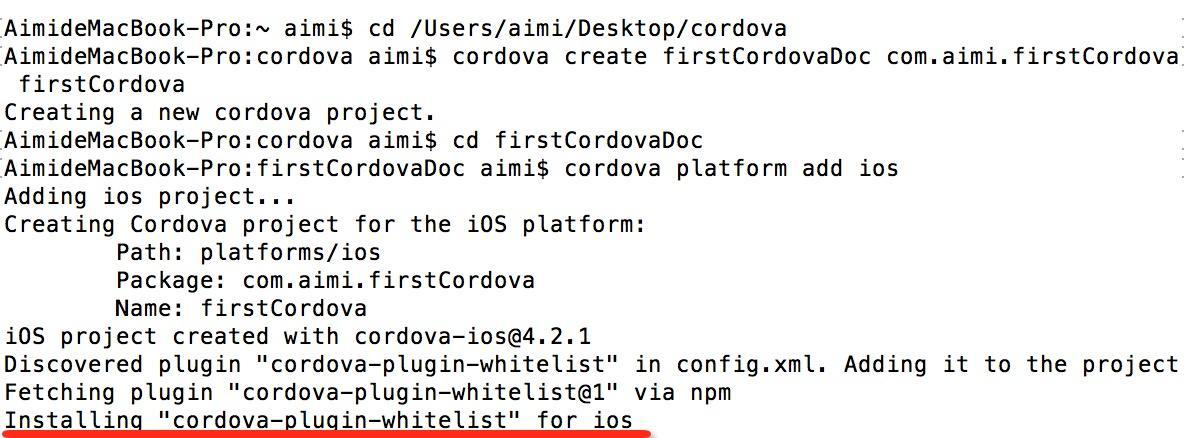 AimideMacBook-Pro:~ aimi$ cd /Users/aimi/Desktop/cordova
AimideMacBook-Pro:cordova aimi$ cordova create firstCordovaDoc com.aimi.firstCordova
firstCordova
Creating a new cordova project.
AimideMacBook-Pro:cordova aimi$ cd firstCordovaDoc
AimideMacBook-Pro:firstCordovaDoc aimi$ cordova platform add ios
Adding ios project...
Creating Cordova project for the iOS platform:
Path: platforms/ios
Package: com.aimi.firstCordova
Name: firstCordova
iOS project created with cordova-ios@4.2.1
Discovered plugin "cordova-plugin-whitelist" in config.xml. Adding it to the project
Fetching plugin "cordova-plugin-whitelist@1" via npm
Installing "cordova-plugin-whitelist" for ios